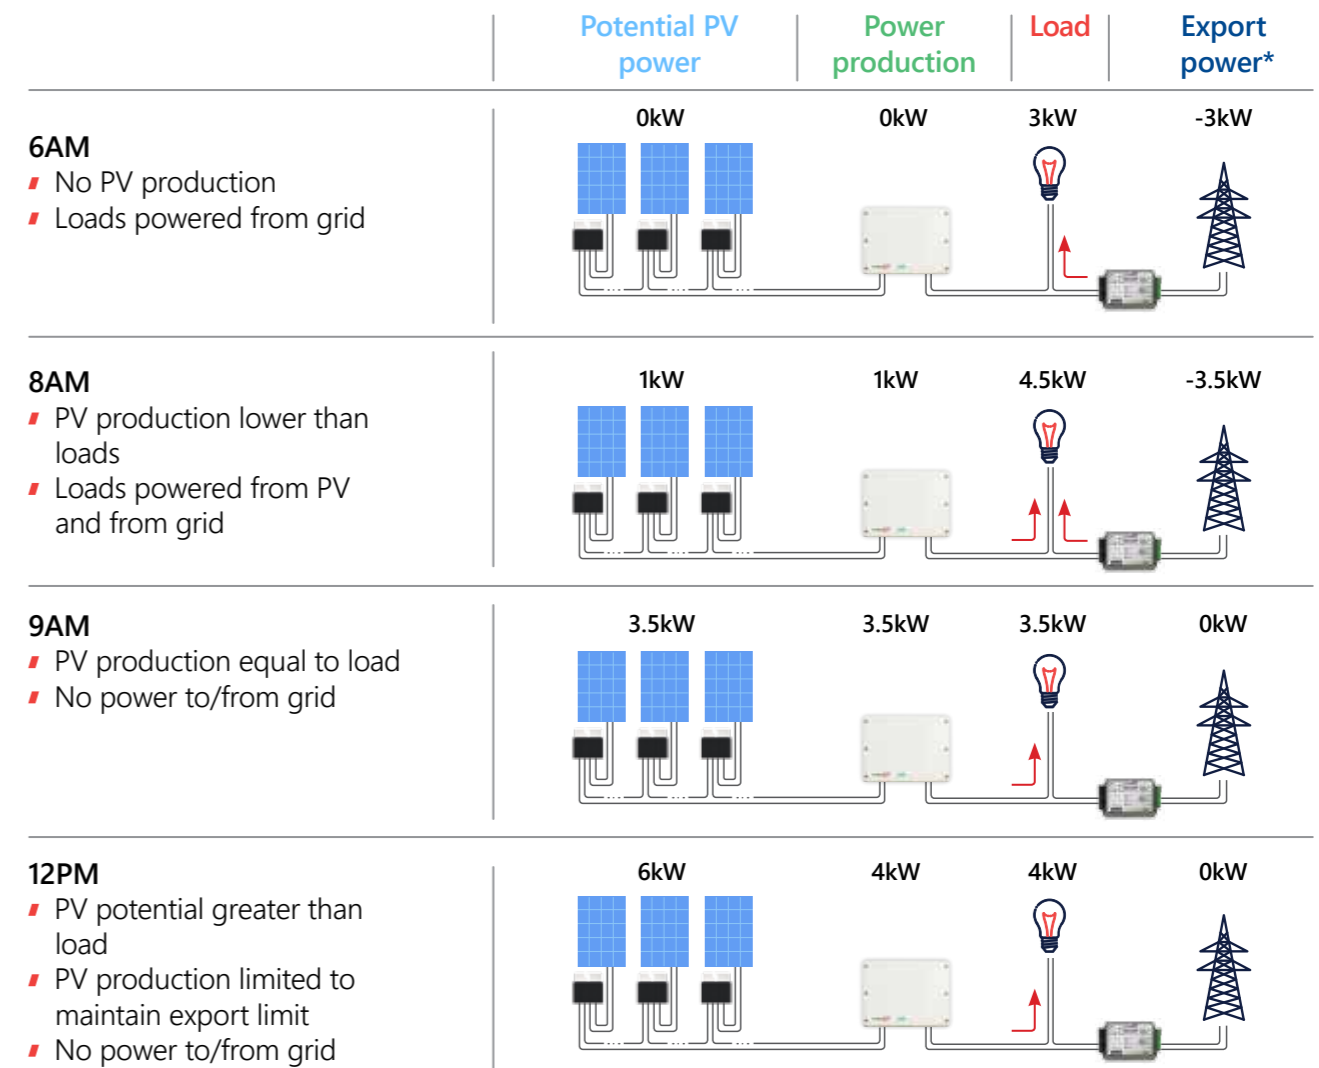 Potential PV power
Power production
Load
Export power*
6AM
No PV production
Loads powered from grid
0kW
0kW
3kW
-3kW
8AM
PV production lower than
loads
Loads powered from PV
and from grid
1kW
1kW
4.5kW
-3.5kW
9AM
PV production equal to load
No power to/from grid
3.5kW
3.5kW
3.5kW
0kW
12PM
PV potential greater than
load
PV production limited to
maintain export limit
No power to/from grid
6kW
4kW
4kW
0kW